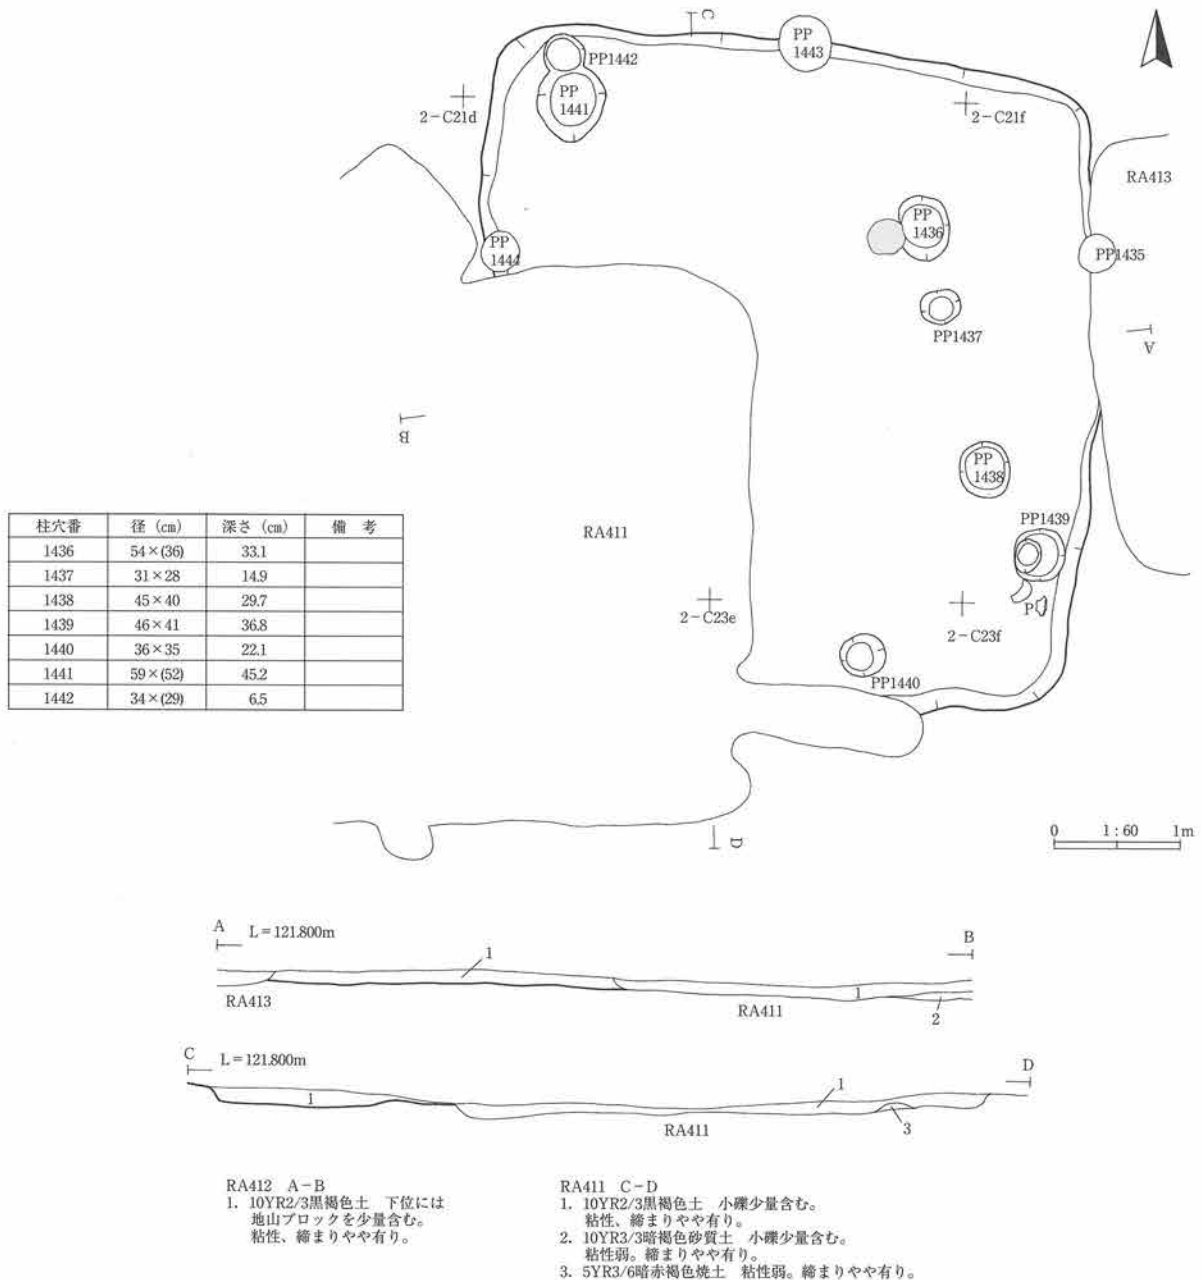 C
PP
1443
PP1442
PP
1441
2-C21d
2-C21f
RA413
PP
1436
PP
1444
PP1435
PP1437
A
B
PP
1438
PP1439
RA411
P
2-C23e
2-C23f
PP1440
D
柱穴番 径 (cm) 深さ (cm) 備 考
1436 54×(36) 33.1
1437 31×28 14.9
1438 45×40 29.7
1439 46×41 36.8
1440 36×35 22.1
1441 59×(52) 45.2
1442 34×(29) 6.5
0 1:60 1m
A L=121.800m B
1
RA413 RA411 1 2
C L=121.800m D
1 1
RA411 3
RA412 A-B
1. 10YR2/3黒褐色土 下位には
地山ブロックを少量含む。
粘性、締まりやや有り。
RA411 C-D
1. 10YR2/3黒褐色土 小礫少量含む。
粘性、締まりやや有り。
2. 10YR3/3暗褐色砂質土 小礫少量含む。
粘性弱。締まりやや有り。
3. 5YR3/6暗赤褐色焼土 粘性弱。締まりやや有り。